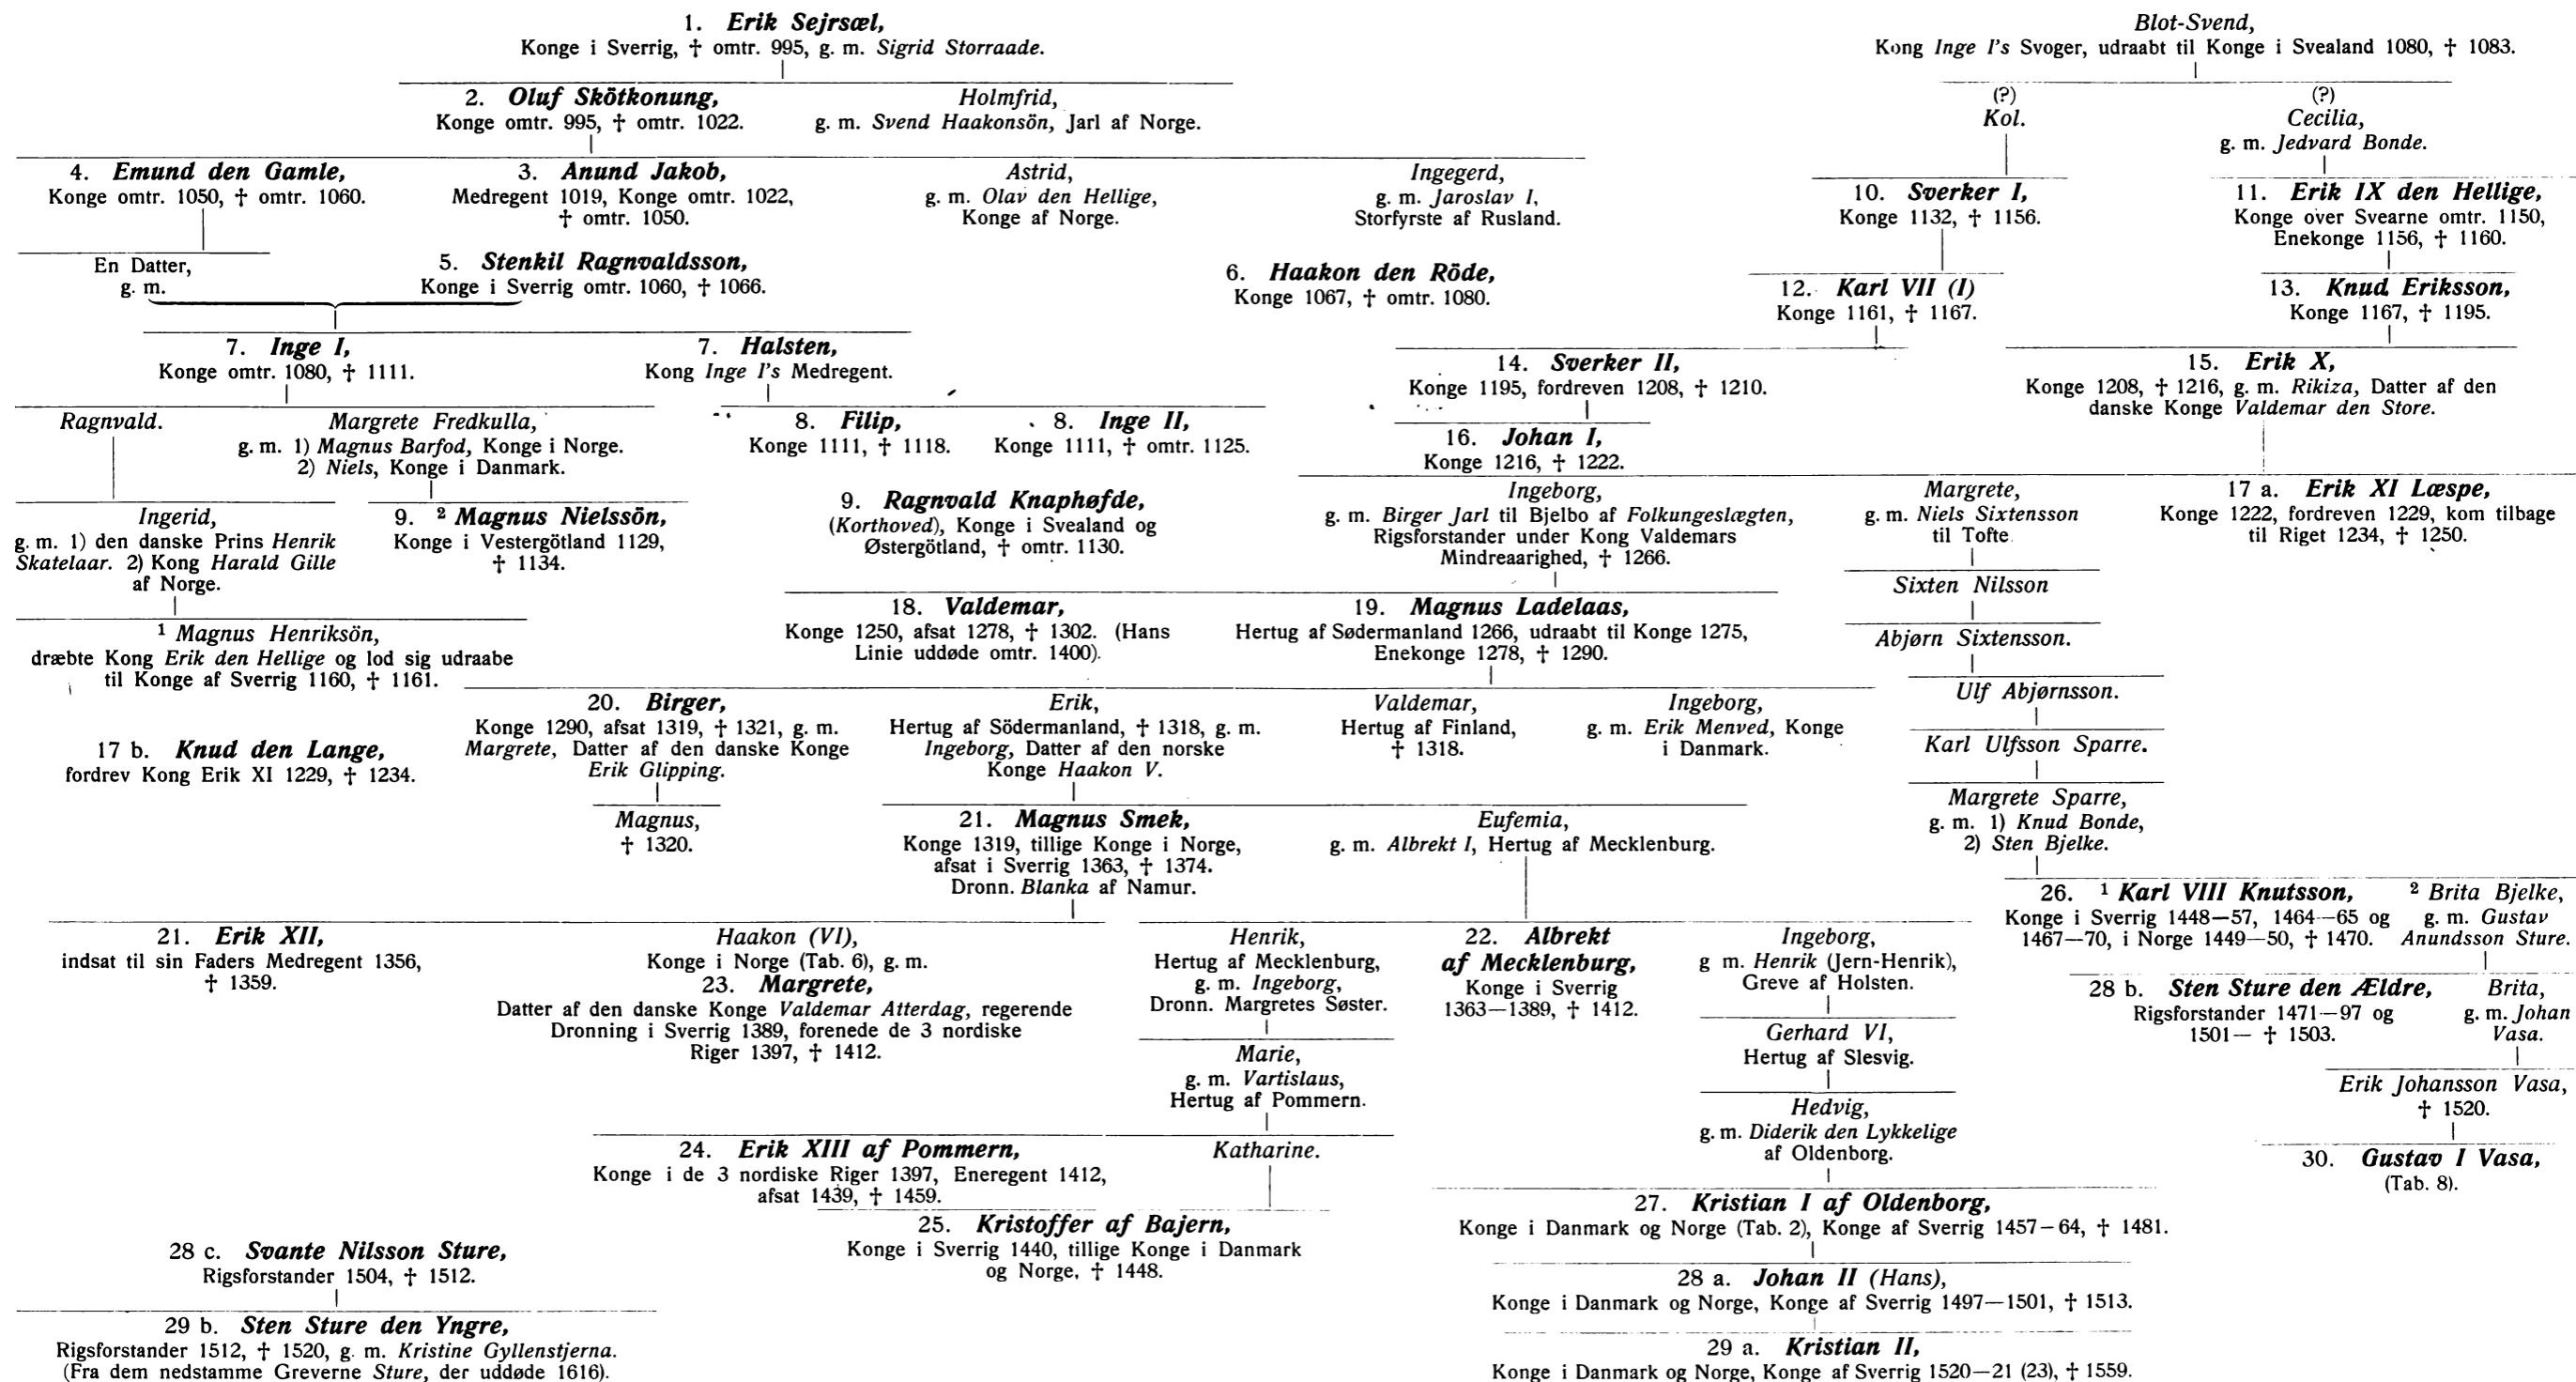 1. Erik Sejrsæl,
Konge i Sverrig, † omtr. 995, g. m. Sigrid Storraade.
Blot-Svend,
Kong Inge I's Svoger, udraabt til Konge i Svealand 1080, † 1083.
2. Oluf Skötkonung,
Konge omtr. 995, † omtr. 1022.
Holmfrid,
g. m. Svend Haakonsön, Jarl af Norge.
(?)
Kol.
(?)
Cecilia,
g. m. Jedvard Bonde.
4. Emund den Gamle,
Konge omtr. 1050, † omtr. 1060.
3. Anund Jakob,
Medregent 1019, Konge omtr. 1022,
† omtr. 1050.
Astrid,
g. m. Olav den Hellige,
Konge af Norge.
Ingegerd,
g. m. Jaroslav I,
Storfyrste af Rusland.
10. Sverker I,
Konge 1132, † 1156.
11. Erik IX den Hellige,
Konge over Svearne omtr. 1150,
Enekonge 1156, † 1160.
En Datter,
g. m.
5. Stenkil Ragnvaldsson,
Konge i Sverrig omtr. 1060, † 1066.
6. Haakon den Röde,
Konge 1067, † omtr. 1080.
12. Karl VII (I)
Konge 1161, † 1167.
13. Knud Eriksson,
Konge 1167, † 1195.
7. Inge I,
Konge omtr. 1080, † 1111.
7. Halsten,
Kong Inge I's Medregent.
14. Sverker II,
Konge 1195, fordreven 1208, † 1210.
15. Erik X,
Konge 1208, † 1216, g. m. Rikiza, Datter af den
danske Konge Valdemar den Store.
Ragnvald.
Margrete Fredkulla,
g. m. 1) Magnus Barfod, Konge i Norge.
2) Niels, Konge i Danmark.
8. Filip,
Konge 1111, † 1118.
8. Inge II,
Konge 1111, † omtr. 1125.
16. Johan I,
Konge 1216, † 1222.
Ingerid,
g. m. 1) den danske Prins Henrik
Skatelaar. 2) Kong Harald Gille
af Norge.
9. ² Magnus Nielssön,
Konge i Vestergötland 1129,
† 1134.
9. Ragnvald Knaphøfde,
(Korthoved), Konge i Svealand og
Østergötland, † omtr. 1130.
Ingeborg,
g. m. Birger Jarl til Bjelbo af Folkungeslægten,
Rigsforstander under Kong Valdemars
Mindreaarighed, † 1266.
Margrete,
g. m. Niels Sixtensson
til Tofte
17 a. Erik XI Læspe,
Konge 1222, fordreven 1229, kom tilbage
til Riget 1234, † 1250.
Sixten Nilsson
¹ Magnus Henriksön,
dræbte Kong Erik den Hellige og lod sig udraabe
til Konge af Sverrig 1160, † 1161.
18. Valdemar,
Konge 1250, afsat 1278, † 1302. (Hans
Linie uddøde omtr. 1400).
19. Magnus Ladelaas,
Hertug af Sødermanland 1266, udraabt til Konge 1275,
Enekonge 1278, † 1290.
Abjørn Sixtensson.
Ulf Abjørnsson.
17 b. Knud den Lange,
fordrev Kong Erik XI 1229, † 1234.
20. Birger,
Konge 1290, afsat 1319, † 1321, g. m.
Margrete, Datter af den danske Konge
Erik Glipping.
Erik,
Hertug af Södermanland, † 1318, g. m.
Ingeborg, Datter af den norske
Konge Haakon V.
Valdemar,
Hertug af Finland,
† 1318.
Ingeborg,
g. m. Erik Menved, Konge
i Danmark.
Karl Ulfsson Sparre.
Magnus,
† 1320.
21. Magnus Smek,
Konge 1319, tillige Konge i Norge,
afsat i Sverrig 1363, † 1374.
Dronn. Blanka af Namur.
Eufemia,
g. m. Albrekt I, Hertug af Mecklenburg.
Margrete Sparre,
g. m. 1) Knud Bonde,
2) Sten Bjelke.
26. ¹ Karl VIII Knutsson,
Konge i Sverrig 1448—57, 1464—65 og
1467—70, i Norge 1449—50, † 1470.
² Brita Bjelke,
g. m. Gustav
Anundsson Sture.
21. Erik XII,
indsat til sin Faders Medregent 1356,
† 1359.
Haakon (VI),
Konge i Norge (Tab. 6), g. m.
23. Margrete,
Datter af den danske Konge Valdemar Atterdag, regerende
Dronning i Sverrig 1389, forenede de 3 nordiske
Riger 1397, † 1412.
Henrik,
Hertug af Mecklenburg,
g. m. Ingeborg,
Dronn. Margretes Søster.
22. Albrekt
af Mecklenburg,
Konge i Sverrig
1363—1389, † 1412.
Ingeborg,
g m. Henrik (Jern-Henrik),
Greve af Holsten.
28 b. Sten Sture den Ældre,
Rigsforstander 1471—97 og
1501— † 1503.
Brita,
g. m. Johan
Vasa.
Marie,
g. m. Vartislaus,
Hertug af Pommern.
Gerhard VI,
Hertug af Slesvig.
Erik Johansson Vasa,
† 1520.
Hedvig,
g. m. Diderik den Lykkelige
af Oldenborg.
24. Erik XIII af Pommern,
Konge i de 3 nordiske Riger 1397, Eneregent 1412,
afsat 1439, † 1459.
Katharine.
30. Gustav I Vasa,
(Tab. 8).
27. Kristian I af Oldenborg,
Konge i Danmark og Norge (Tab. 2), Konge af Sverrig 1457—64, † 1481.
25. Kristoffer af Bajern,
Konge i Sverrig 1440, tillige Konge i Danmark
og Norge, † 1448.
28 c. Svante Nilsson Sture,
Rigsforstander 1504, † 1512.
28 a. Johan II (Hans),
Konge i Danmark og Norge, Konge af Sverrig 1497—1501, † 1513.
29 b. Sten Sture den Yngre,
Rigsforstander 1512, † 1520, g. m. Kristine Gyllenstjerna.
(Fra dem nedstamme Greverne Sture, der uddøde 1616).
29 a. Kristian II,
Konge i Danmark og Norge, Konge af Sverrig 1520—21 (23), † 1559.